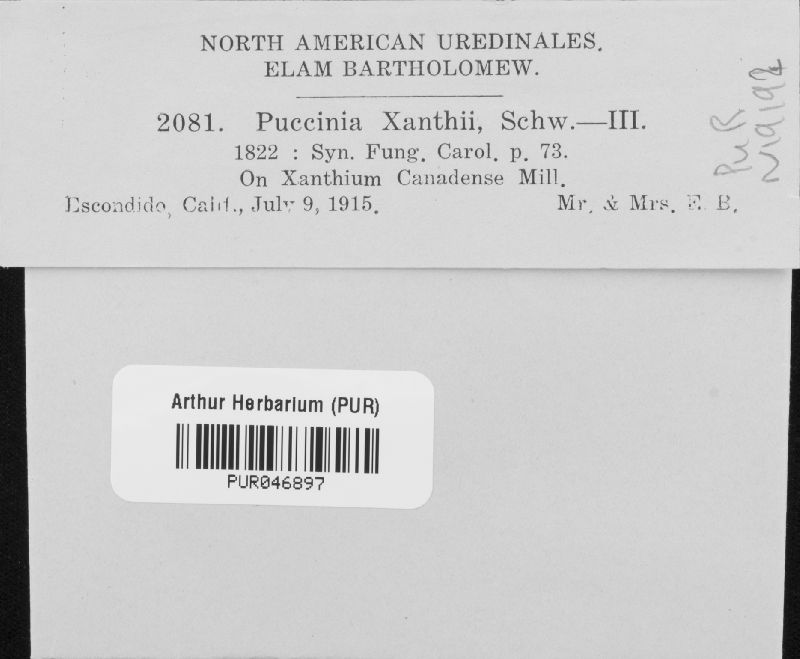 NORTH AMERICAN UREDINALES.
ELAM BARTHOLOMEW.
2081. Puccinia Xanthii, Schw.—III.
1822 : Syn. Fung. Carol. p. 73.
On Xanthium Canadense Mill.
Escondido, Calif., July 9, 1915. Mr. & Mrs. E. B.
PUR
Arthur Herbarium (PUR)
PUR046897